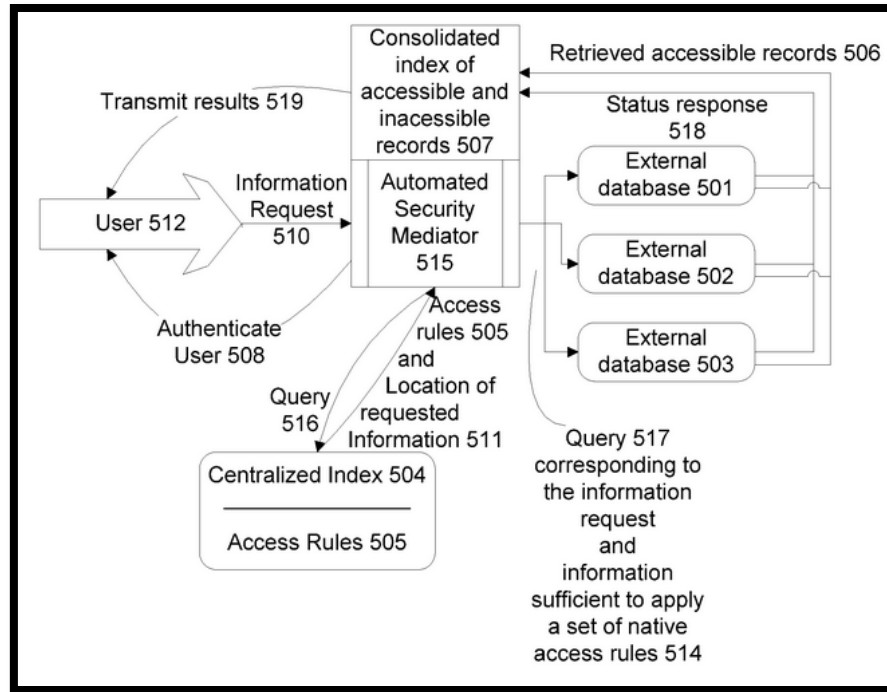 Consolidated
index of
accessible and
inacessible
records 507
Retrieved accessible records 506
Transmit results 519
Status response
518
External
database 501
User 512
Information
Request
510
Automated
Security
Mediator
515
External
database 502
Authenticate
User 508
Access
rules 505
and
Location of
requested
Information 511
External
database 503
Query
516
Centralized Index 504
Access Rules 505
Query 517
corresponding to
the information
request
and
information
sufficient to apply
a set of native
access rules 514